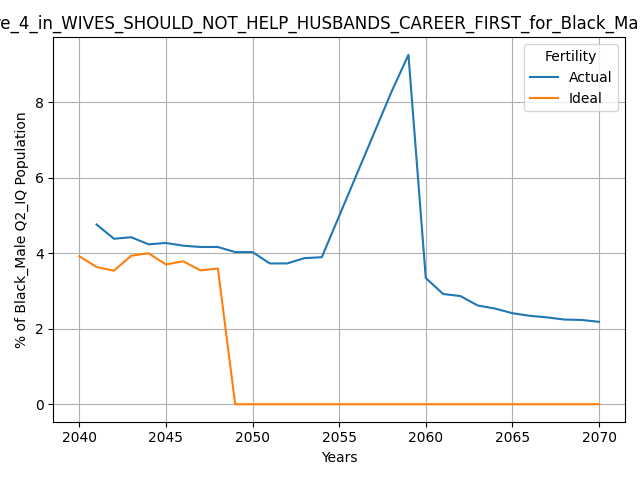 re_4_in_WIVES_SHOULD_NOT_HELP_HUSBANDS_CAREER_FIRST_for_Black_Ma
Fertility
Actual
Ideal
% of Black_Male Q2_IQ Population
8
6
4
2
0
2040 2045 2050 2055 2060 2065 2070
Years